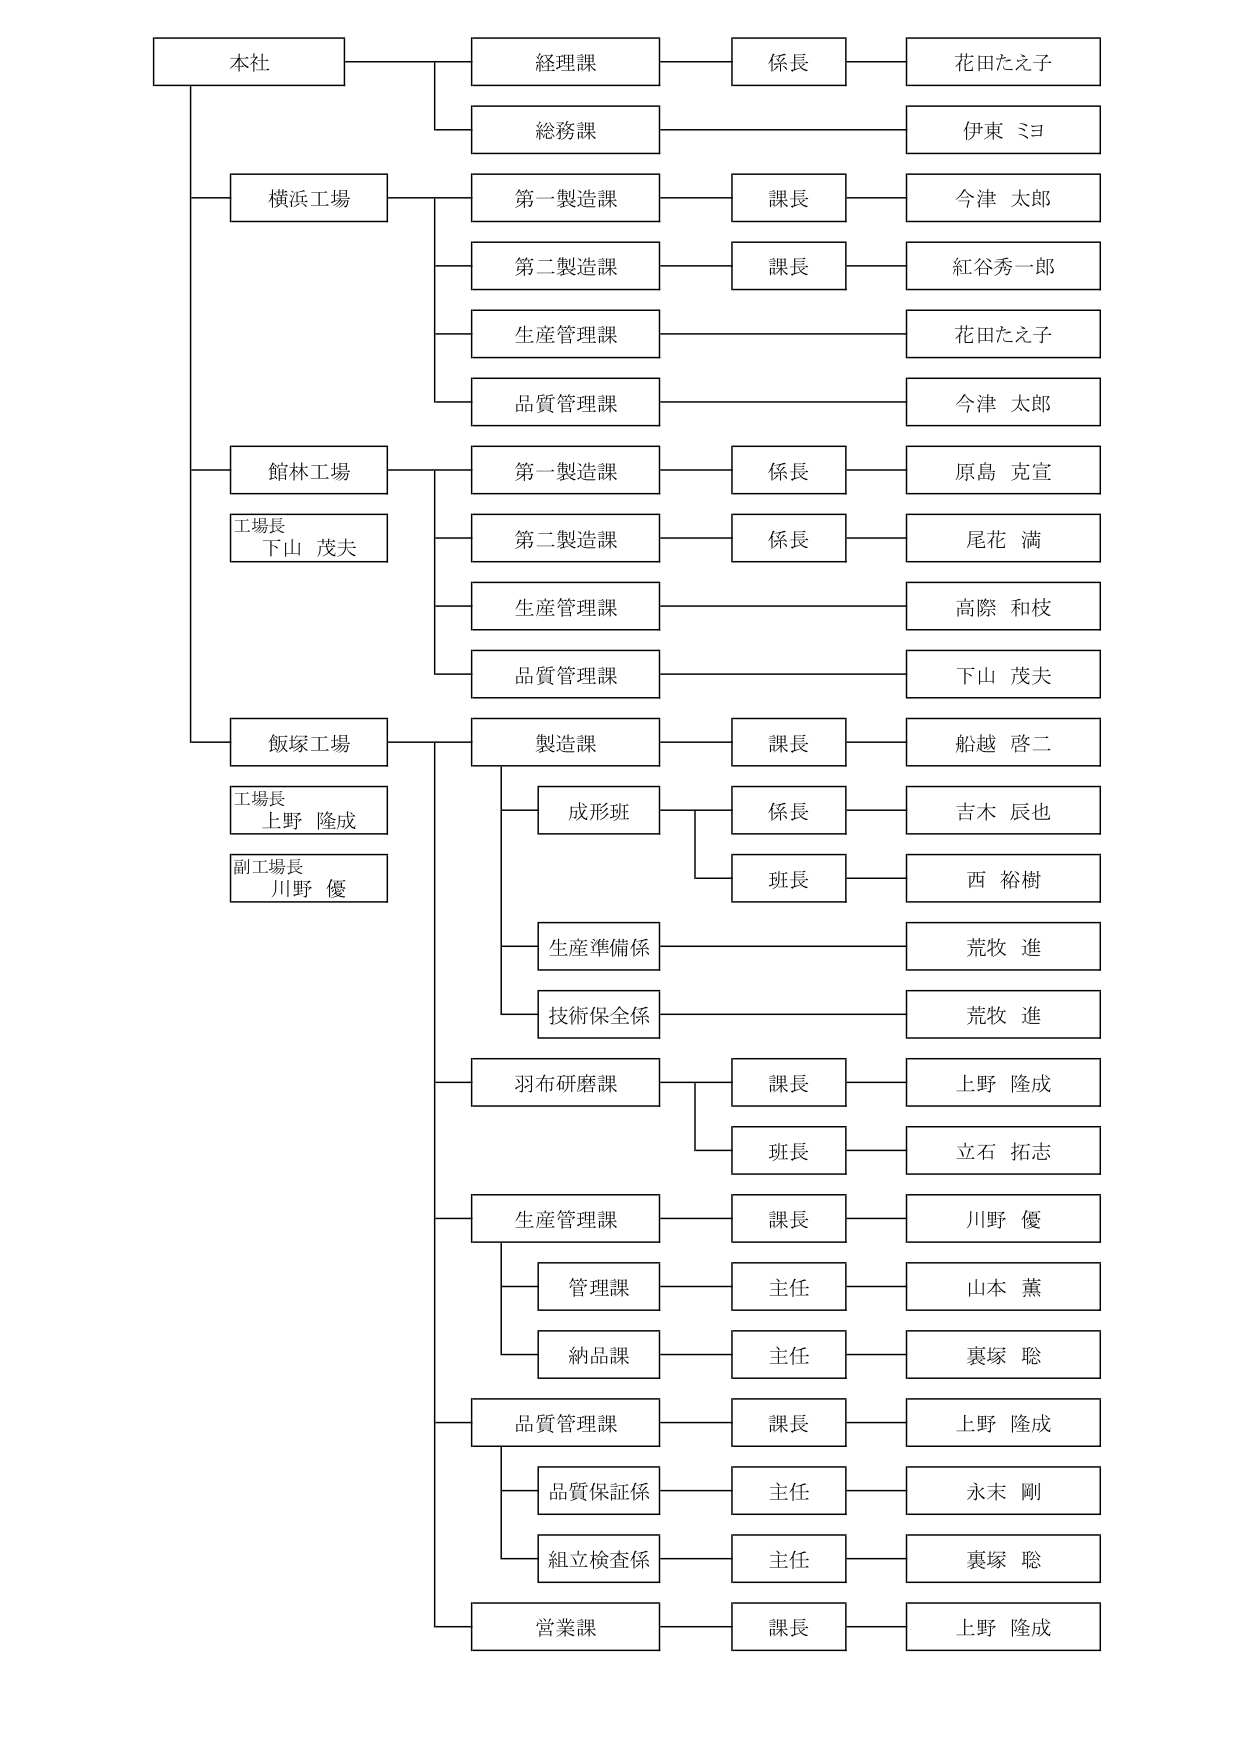 本社 経理課 係長 花田たえ子
総務課 伊東 ミヨ
横浜工場 第一製造課 課長 今津 太郎
第二製造課 課長 紅谷秀一郎
生産管理課 花田たえ子
品質管理課 今津 太郎
館林工場 第一製造課 係長 原島 克宣
工場長
下山 茂夫 第二製造課 係長 尾花 満
生産管理課 高際 和枝
品質管理課 下山 茂夫
飯塚工場 製造課 課長 船越 啓二
工場長
上野 隆成 成形班 係長 吉木 辰也
副工場長
川野 優 班長 西 裕樹
生産準備係 荒牧 進
技術保全係 荒牧 進
羽布研磨課 課長 上野 隆成
班長 立石 拓志
生産管理課 課長 川野 優
管理課 主任 山本 薫
納品課 主任 裏塚 聡
品質管理課 課長 上野 隆成
品質保証係 主任 永末 剛
組立検査係 主任 裏塚 聡
営業課 課長 上野 隆成